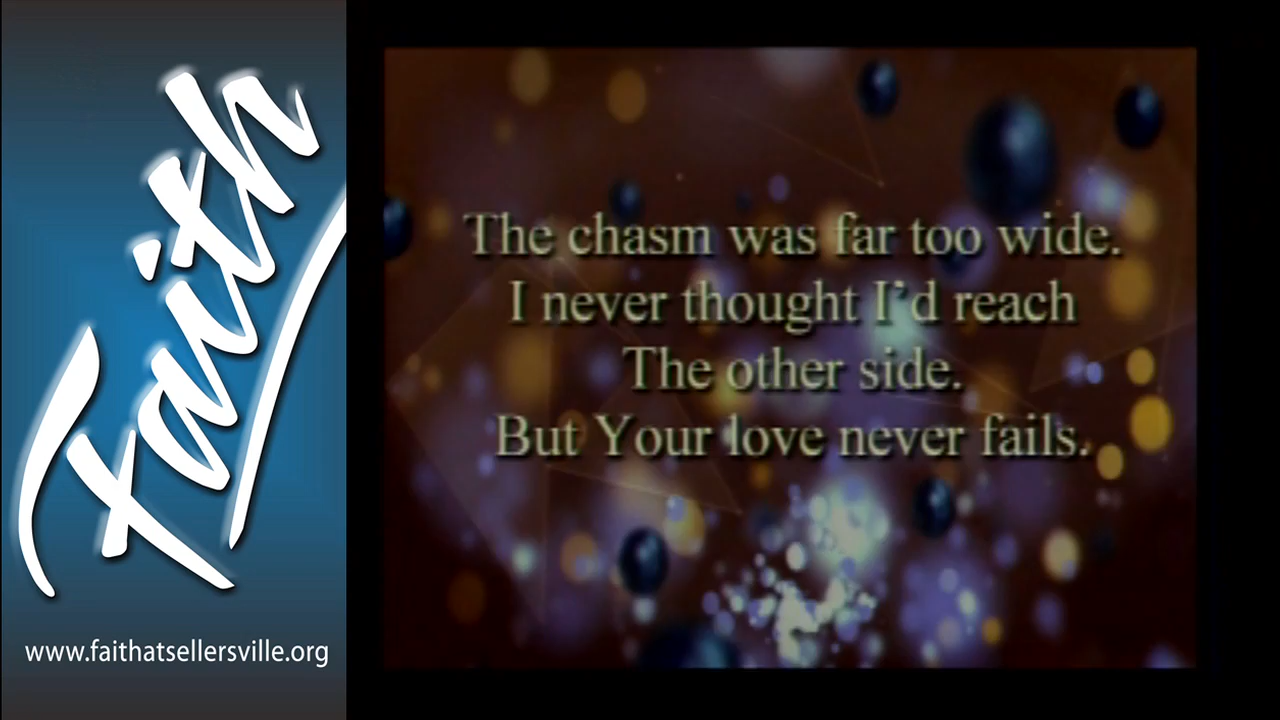 Faith
www.faithatsellersville.org
The chasm was far too wide.
I never thought I'd reach
The other side.
But Your love never fails.